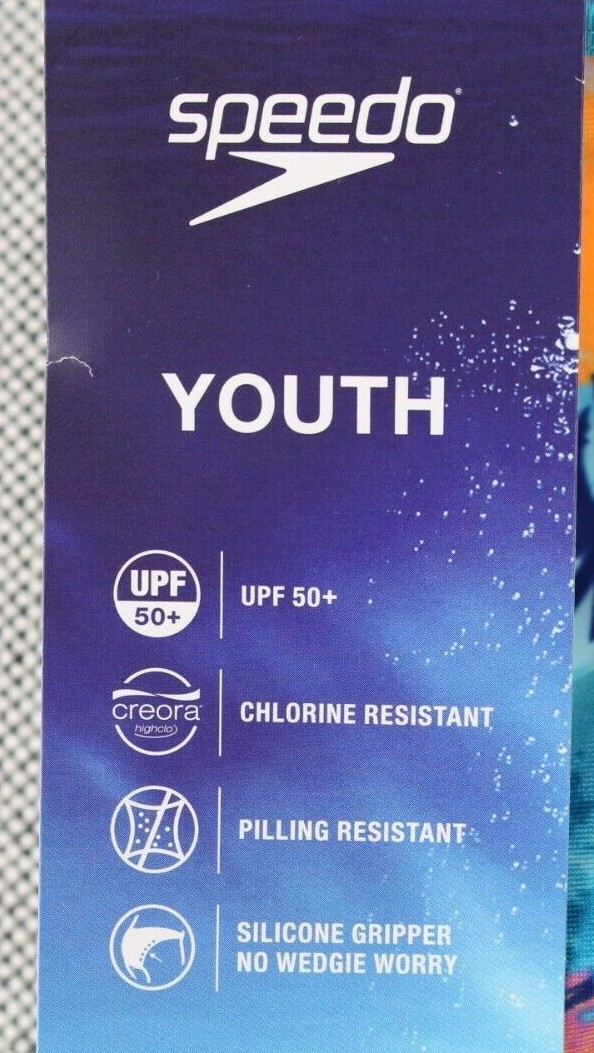 speedo®
YOUTH
UPF
50+
UPF 50+
creora®
highclo
CHLORINE RESISTANT
PILLING RESISTANT
SILICONE GRIPPER
NO WEDGIE WORRY